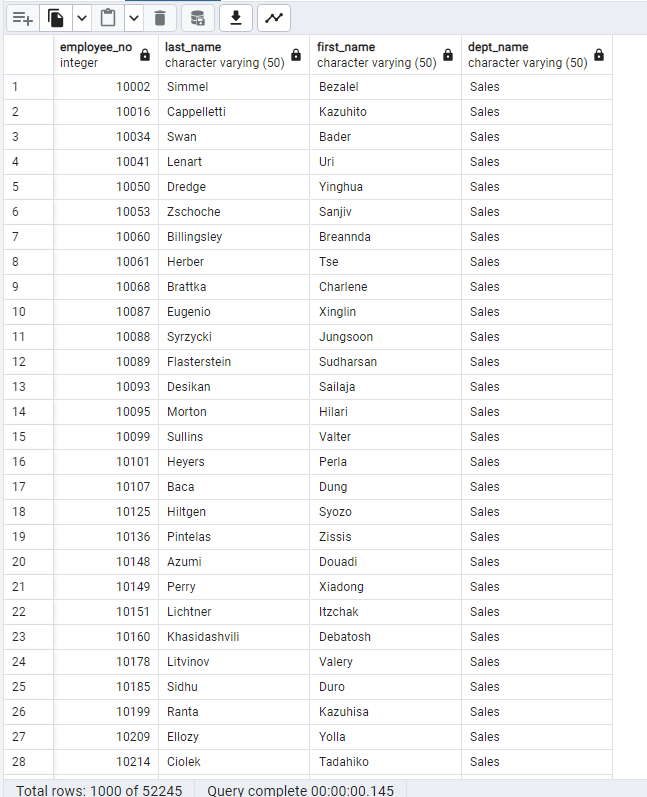 employee_no last_name first_name dept_name
integer character varying (50) character varying (50) character varying (50)
1 10002 Simmel Bezalel Sales
2 10016 Cappelletti Kazuhito Sales
3 10034 Swan Bader Sales
4 10041 Lenart Uri Sales
5 10050 Dredge Yinghua Sales
6 10053 Zschoche Sanjiv Sales
7 10060 Billingsley Breannda Sales
8 10061 Herber Tse Sales
9 10068 Brattka Charlene Sales
10 10087 Eugenio Xinglin Sales
11 10088 Syrzycki Jungsoon Sales
12 10089 Flasterstein Sudharsan Sales
13 10093 Desikan Sailaja Sales
14 10095 Morton Hilari Sales
15 10099 Sullins Valter Sales
16 10101 Heyers Perla Sales
17 10107 Baca Dung Sales
18 10125 Hiltgen Syozo Sales
19 10136 Pintelas Zissis Sales
20 10148 Azumi Douadi Sales
21 10149 Perry Xiadong Sales
22 10151 Lichtner Itzchak Sales
23 10160 Khasidashvili Debatosh Sales
24 10178 Litvinov Valery Sales
25 10185 Sidhu Duro Sales
26 10199 Ranta Kazuhisa Sales
27 10209 Ellozy Yolla Sales
28 10214 Ciolek Tadahiko Sales
Total rows: 1000 of 52245 Query complete 00:00:00.145